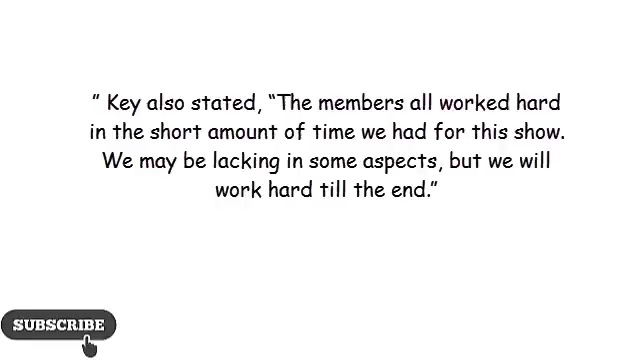 ” Key also stated, “The members all worked hard
in the short amount of time we had for this show.
We may be lacking in some aspects, but we will
work hard till the end.”
SUBSCRIBE